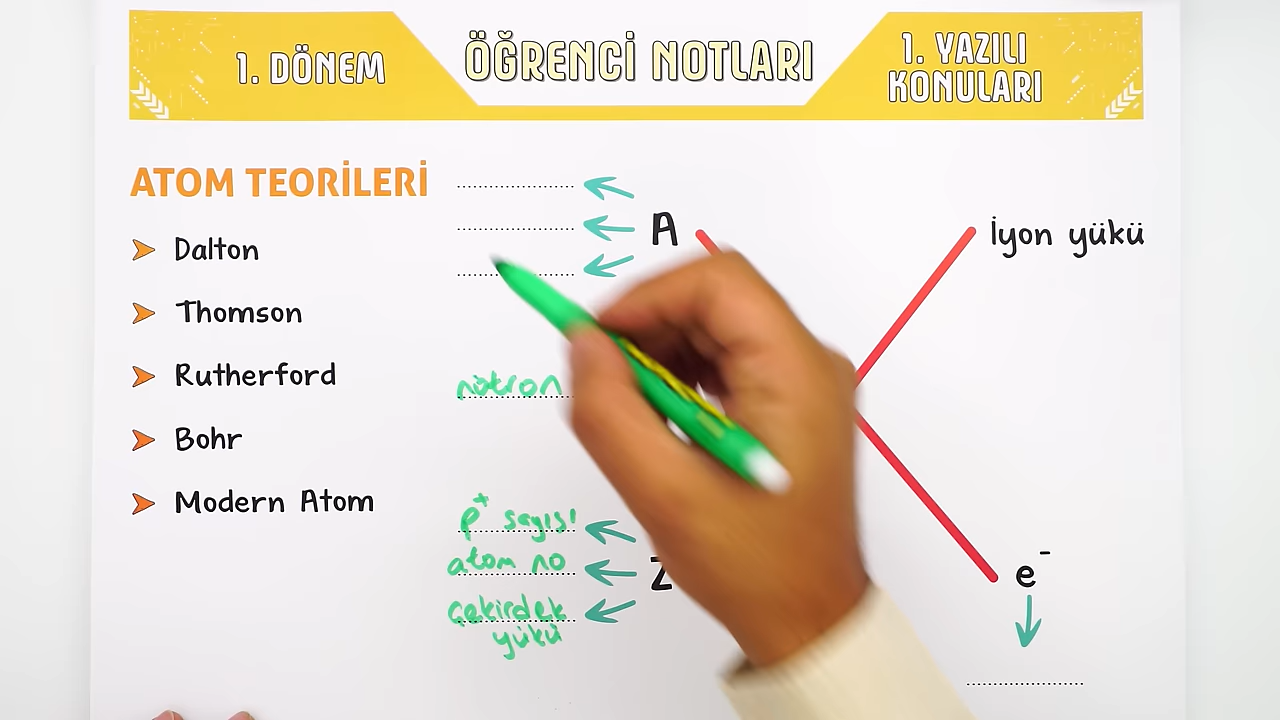 1. DÖNEM
ÖĞRENCİ NOTLARI
1. YAZILI
KONULARI
ATOM TEORİLERİ
Dalton
Thomson
Rutherford
Bohr
Modern Atom
A
İyon yükü
nötron
p+ sayısı
atom no
çekirdek
yükü
Z
e-